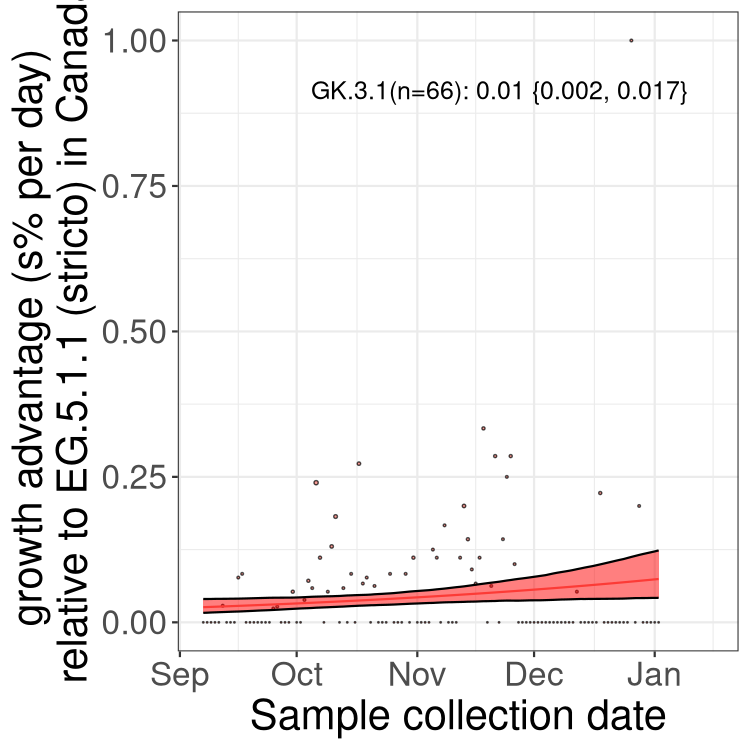 growth advantage (s% per day)
relative to EG.5.1.1 (stricto) in Canada
1.00
0.75
0.50
0.25
0.00
GK.3.1(n=66): 0.01 {0.002, 0.017}
Sep Oct Nov Dec Jan
Sample collection date